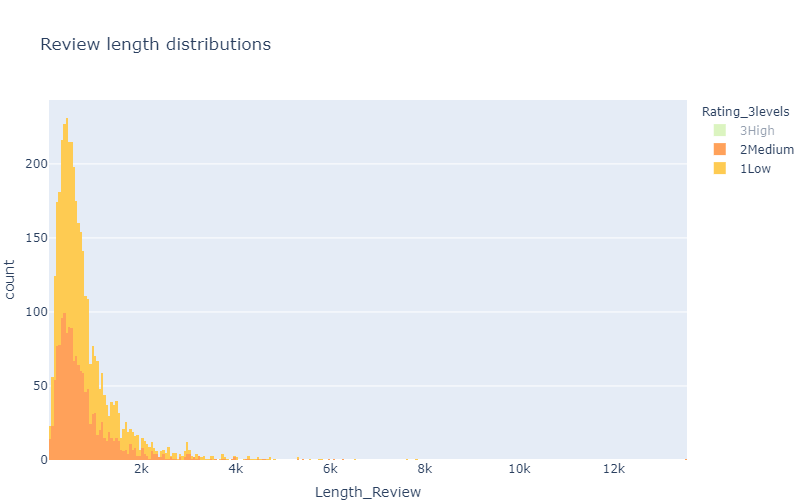 Review length distributions
Rating_3levels
3High
2Medium
1Low
count
200
150
100
50
0
2k
4k
6k
8k
10k
12k
Length_Review